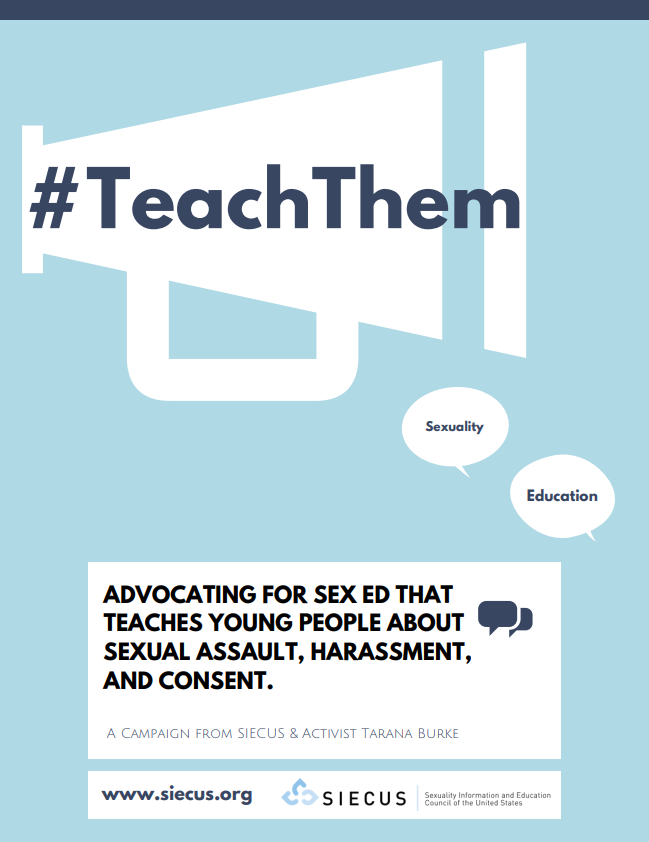 #TeachThem
Sexuality
Education
ADVOCATING FOR SEX ED THAT
TEACHES YOUNG PEOPLE ABOUT
SEXUAL ASSAULT, HARASSMENT,
AND CONSENT.
A Campaign from SIECUS & Activist Tarana Burke
www.siecus.org
SIECUS
Sexuality Information and Education
Council of the United States